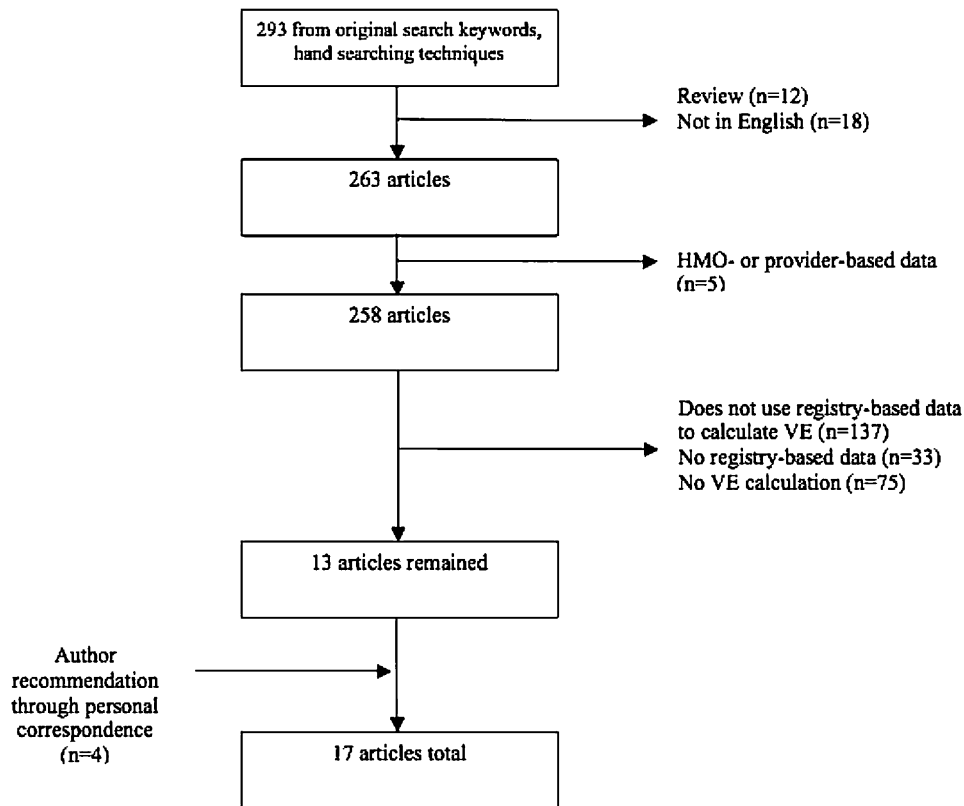 293 from original search keywords,
hand searching techniques
Review (n=12)
Not in English (n=18)
263 articles
HMO- or provider-based data
(n=5)
258 articles
Does not use registry-based data
to calculate VE (n=137)
No registry-based data (n=33)
No VE calculation (n=75)
13 articles remained
Author
recommendation
through personal
correspondence
(n=4)
17 articles total